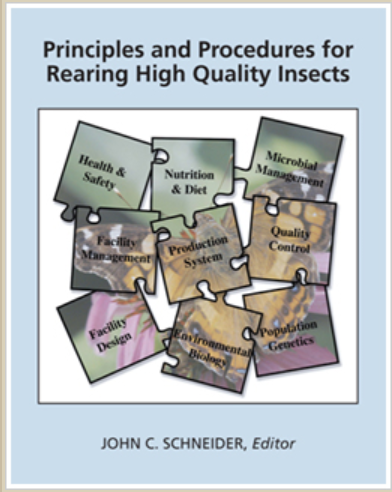 Principles and Procedures for
Rearing High Quality Insects
Health &
Safety
Nutrition
& Diet
Microbial
Management
Facility
Management
Production
System
Quality
Control
Facility
Design
Environmental
Biology
Population
Genetics
JOHN C. SCHNEIDER, Editor